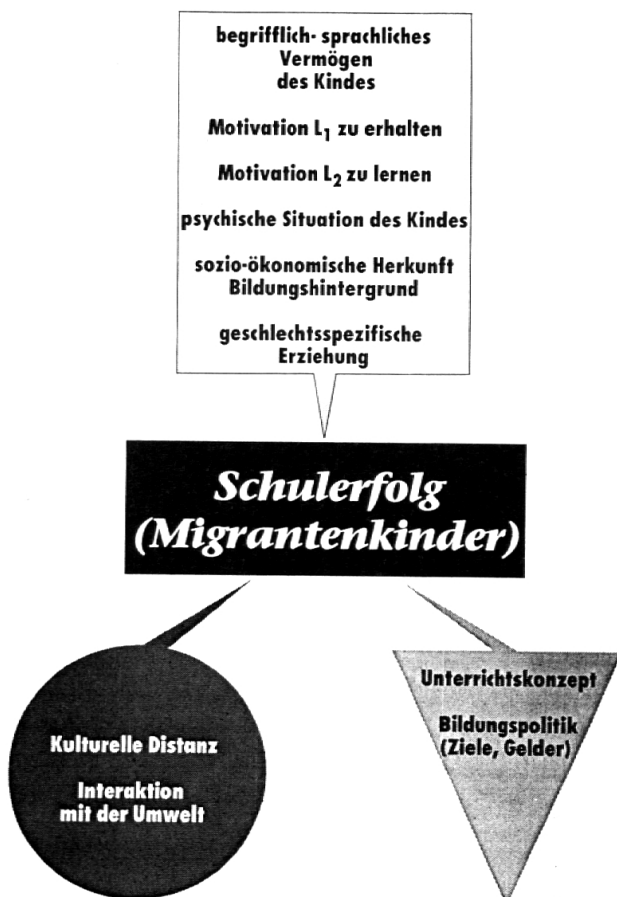 begrifflich- sprachliches
Vermögen
des Kindes
Motivation L₁ zu erhalten
Motivation L₂ zu lernen
psychische Situation des Kindes
sozio-ökonomische Herkunft
Bildungshintergrund
geschlechtsspezifische
Erziehung
Schulerfolg
(Migrantenkinder)
Kulturelle Distanz
Interaktion
mit der Umwelt
Unterrichtskonzept
Bildungspolitik
(Ziele, Gelder)